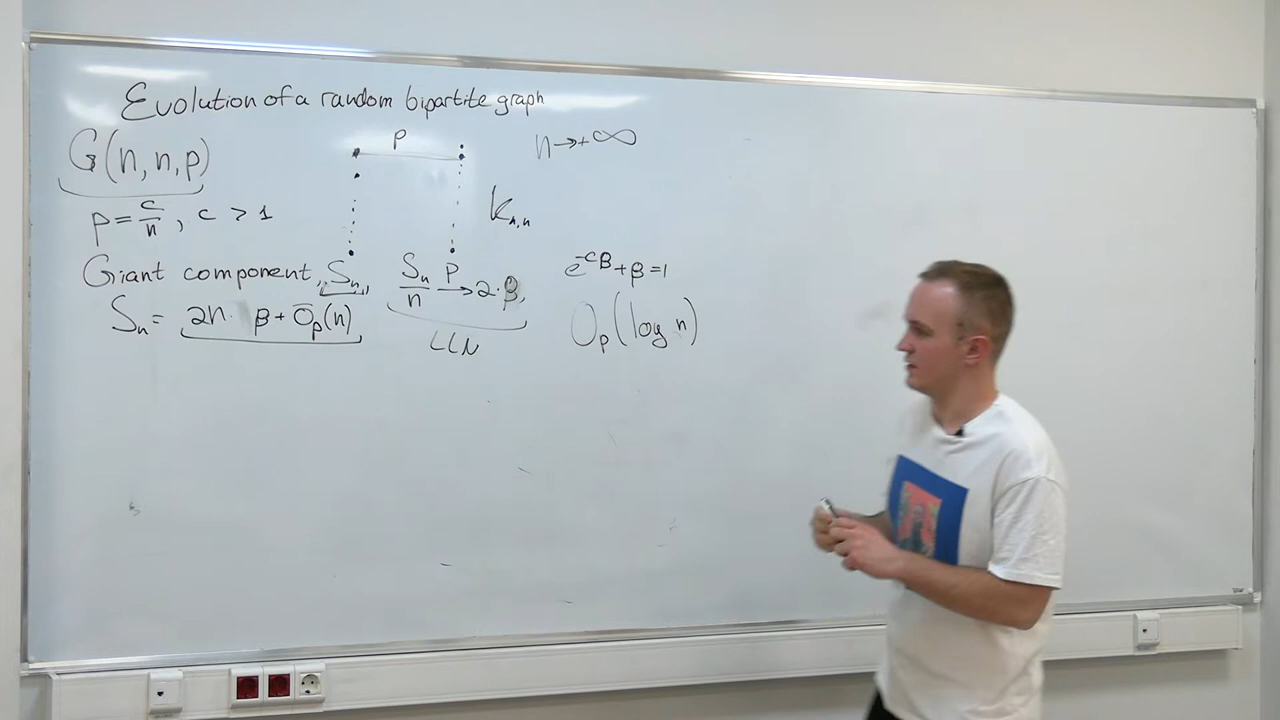 Evolution of a random bipartite graph
G(n, n, p)
p
n→+∞
p = c/n , c > 1
K_{n,n}
Giant component, S_n,
S_n/n →^P 2·β,
e^{-cβ}+β=1
S_n = 2n· β + ō_p(n)
LLN
O_p(log n)